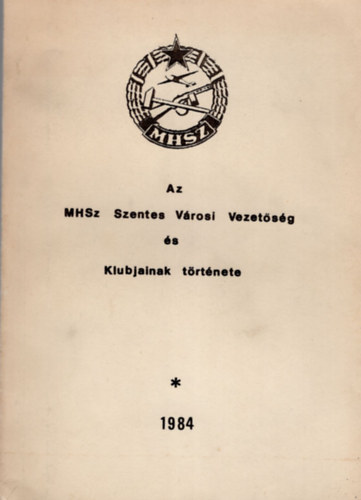 MHSZ
Az
MHSz Szentes Városi Vezetőség
és
Klubjainak története
*
1984